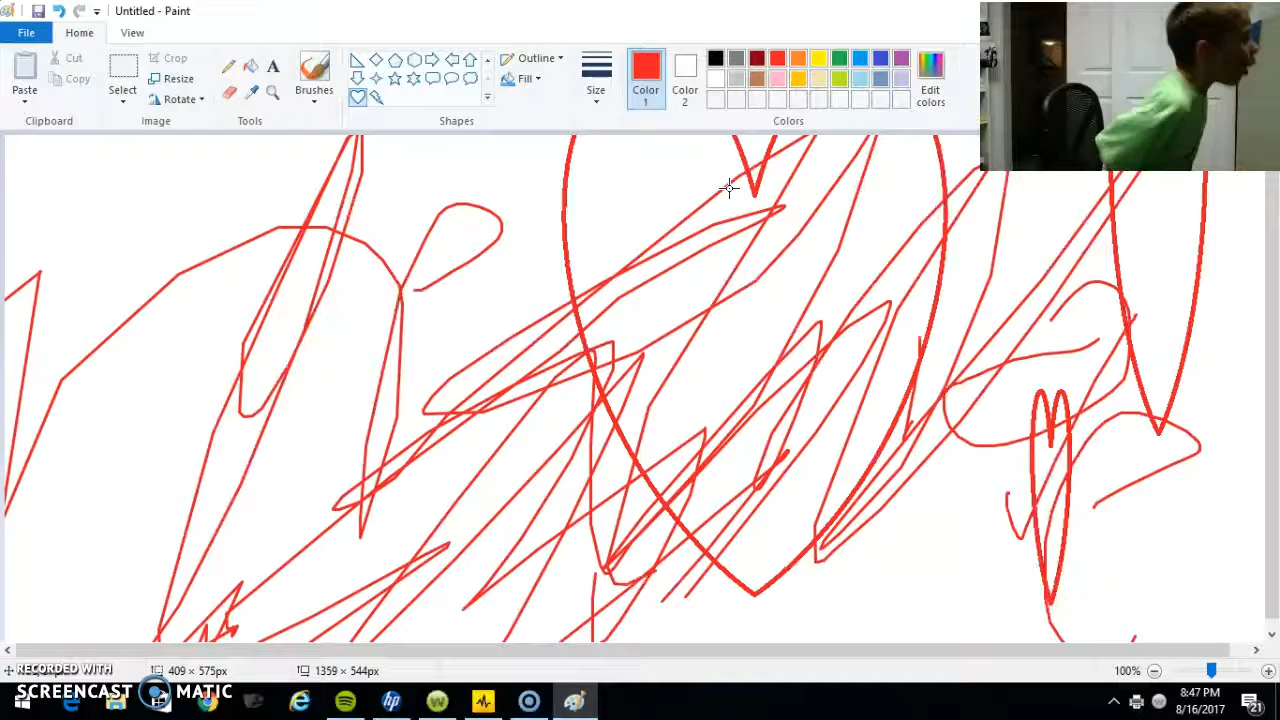 Untitled - Paint
File Home View
Paste
Cut
Copy
Clipboard
Select
Crop
Resize
Rotate
Image
A
Tools
Brushes
Shapes
Outline
Fill
Size
Color 1
Color 2
Edit colors
Colors
409 × 575px
1359 × 544px
100%
RECORDED WITH
SCREENCAST MATIC
8:47 PM
8/16/2017
21